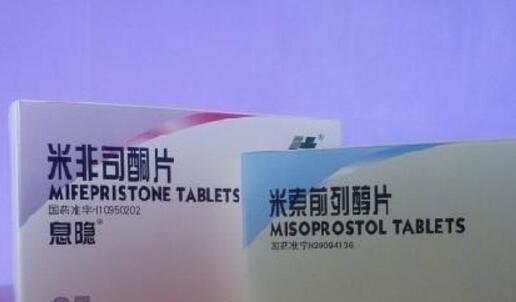 米非司酮片
MIFEPRISTONE TABLETS
国药准字H10950202
息隐®
米索前列醇片
MISOPROSTOL TABLETS
国药准字H20094136